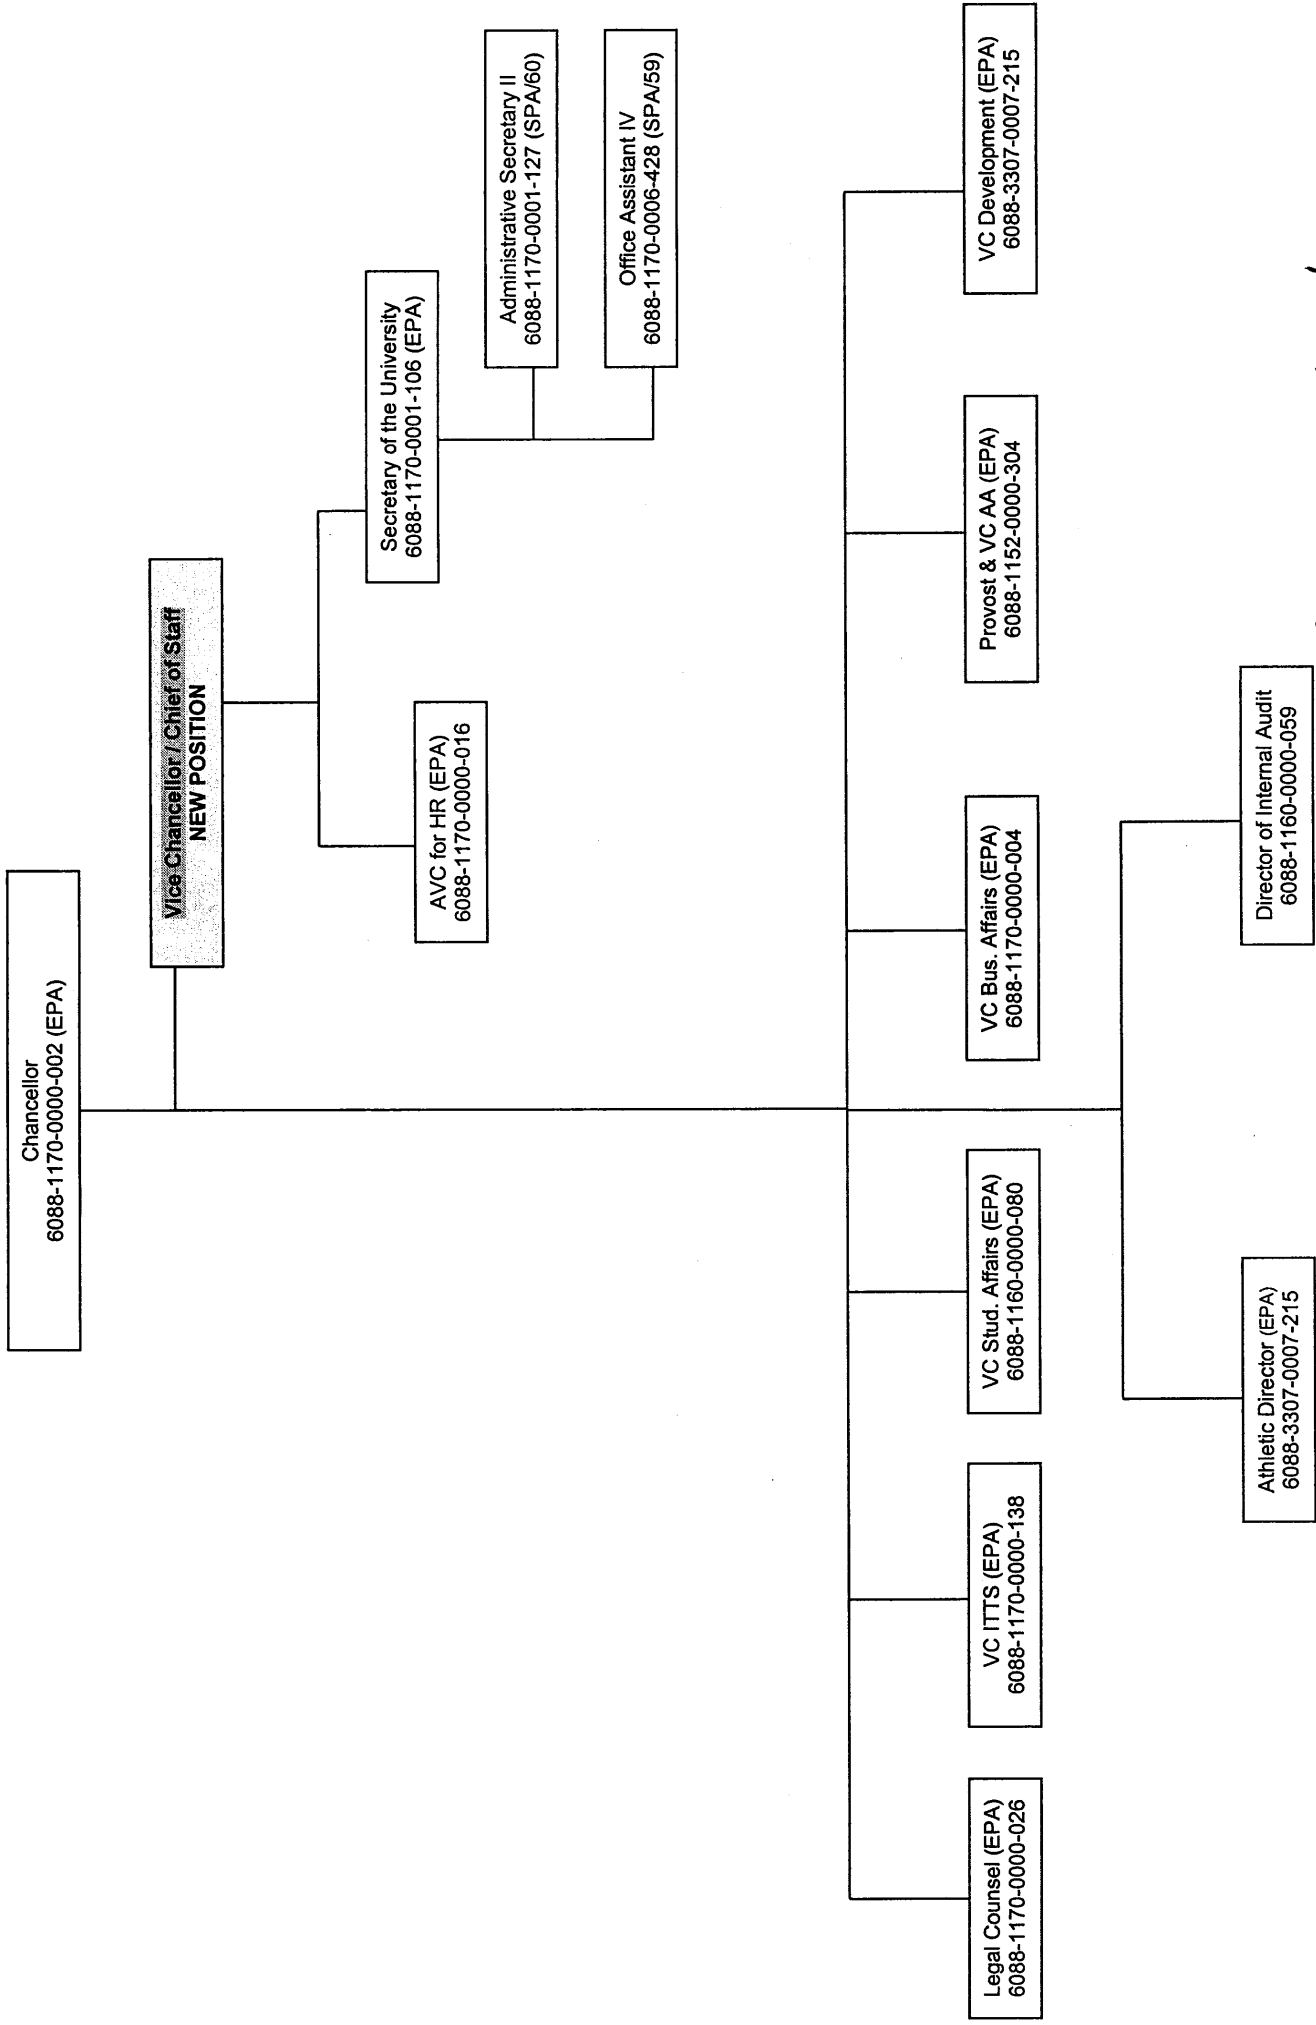 Chancellor
6088-1170-0000-002 (EPA)
Vice Chancellor / Chief of Staff
NEW POSITION
AVC for HR (EPA)
6088-1170-0000-016
Secretary of the University
6088-1170-0001-106 (EPA)
Administrative Secretary II
6088-1170-0001-127 (SPA/60)
Office Assistant IV
6088-1170-0006-428 (SPA/59)
Legal Counsel (EPA)
6088-1170-0000-026
VC ITTS (EPA)
6088-1170-0000-138
VC Stud. Affairs (EPA)
6088-1160-0000-080
VC Bus. Affairs (EPA)
6088-1170-0000-004
Provost & VC AA (EPA)
6088-1152-0000-304
VC Development (EPA)
6088-3307-0007-215
Athletic Director (EPA)
6088-3307-0007-215
Director of Internal Audit
6088-1160-0000-059